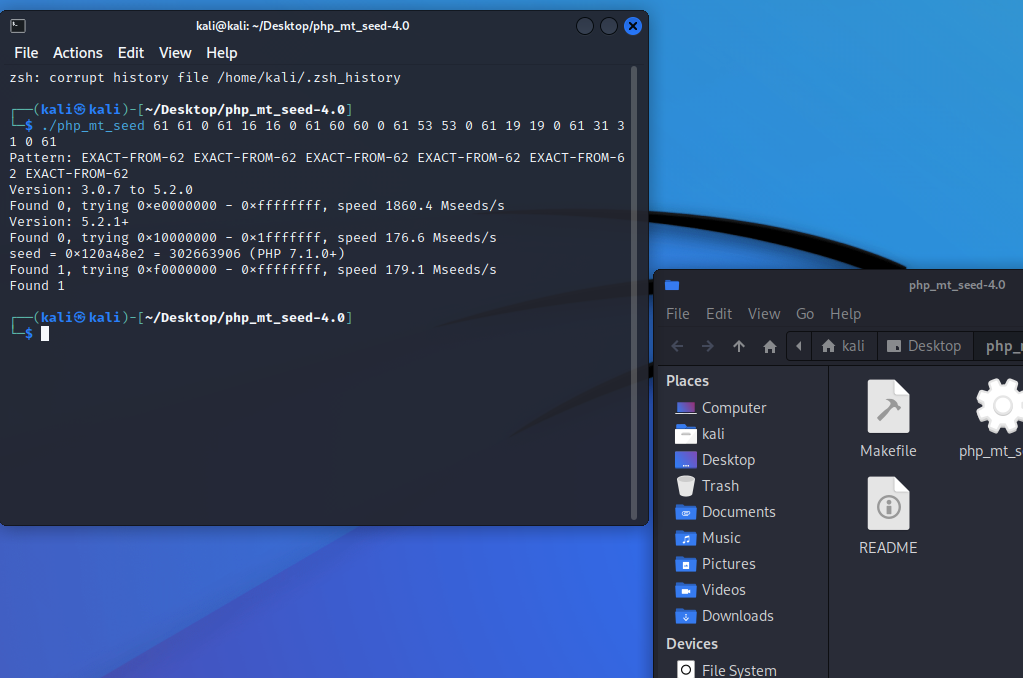 kali@kali: ~/Desktop/php_mt_seed-4.0
File Actions Edit View Help
zsh: corrupt history file /home/kali/.zsh_history
┌──(kali㉿kali)-[~/Desktop/php_mt_seed-4.0]
└─$ ./php_mt_seed 61 61 0 61 16 16 0 61 60 60 0 61 53 53 0 61 19 19 0 61 31 3
1 0 61
Pattern: EXACT-FROM-62 EXACT-FROM-62 EXACT-FROM-62 EXACT-FROM-62 EXACT-FROM-6
2 EXACT-FROM-62
Version: 3.0.7 to 5.2.0
Found 0, trying 0×e0000000 - 0×ffffffff, speed 1860.4 Mseeds/s
Version: 5.2.1+
Found 0, trying 0×10000000 - 0×1fffffff, speed 176.6 Mseeds/s
seed = 0×120a48e2 = 302663906 (PHP 7.1.0+)
Found 1, trying 0×f0000000 - 0×ffffffff, speed 179.1 Mseeds/s
Found 1
┌──(kali㉿kali)-[~/Desktop/php_mt_seed-4.0]
└─$
php_mt_seed-4.0
File Edit View Go Help
kali Desktop php_
Places
Computer
kali
Desktop
Trash
Documents
Music
Pictures
Videos
Downloads
Devices
File System
Makefile
php_mt_s
README